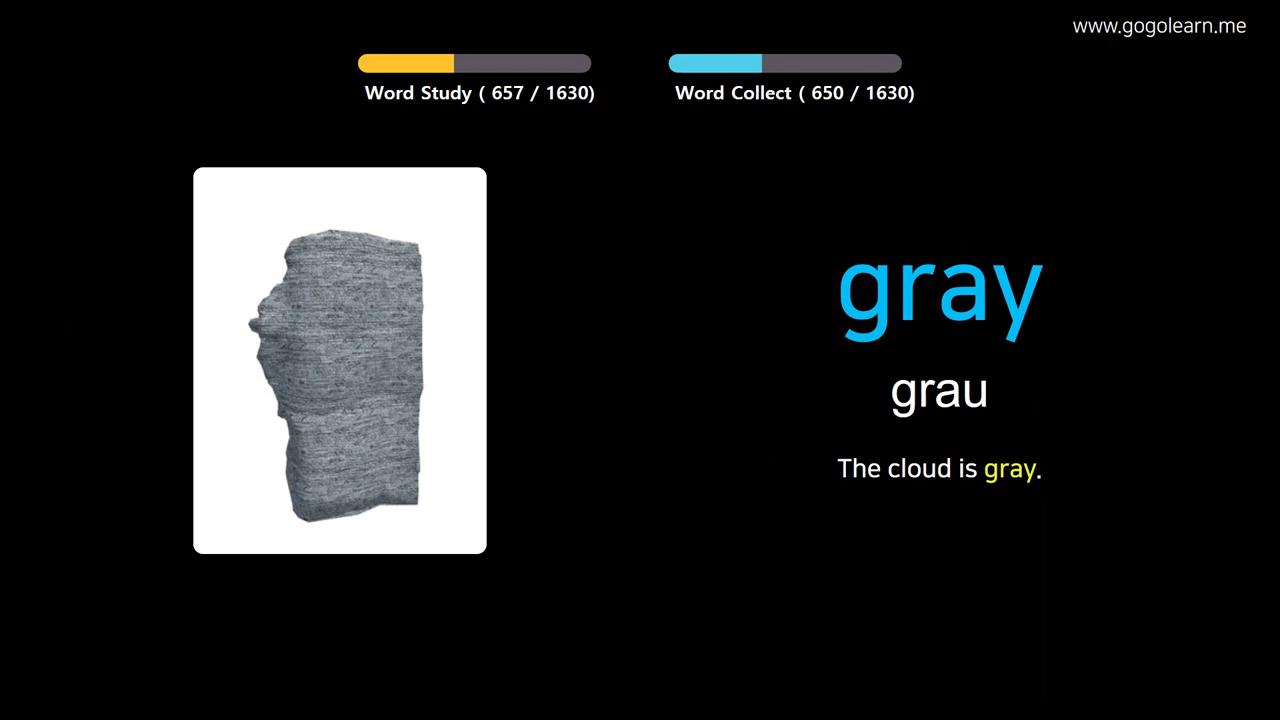 www.gogolearn.me
Word Study ( 657 / 1630)
Word Collect ( 650 / 1630)
gray
grau
The cloud is gray.